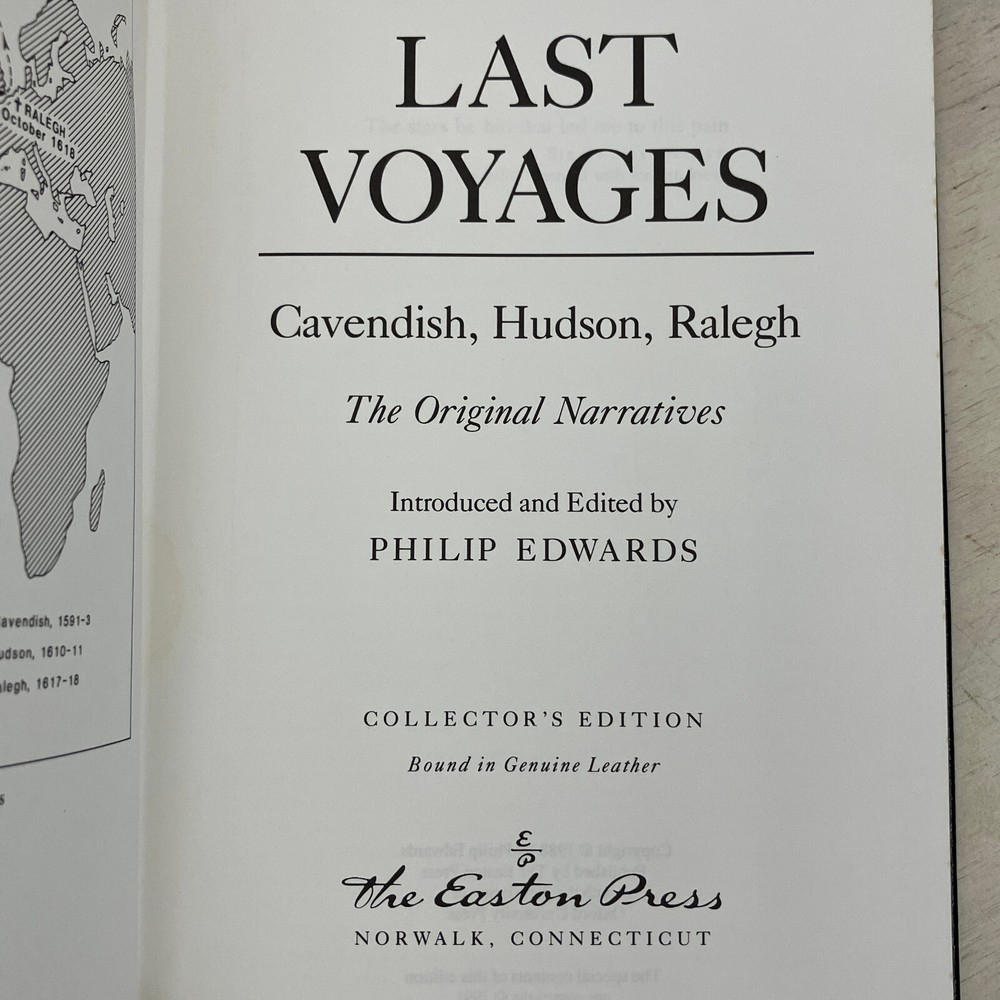 RALEGH
October 1618
avendish, 1591-3
udson, 1610-11
alegh, 1617-18
s
LAST
VOYAGES
Cavendish, Hudson, Ralegh
The Original Narratives
Introduced and Edited by
PHILIP EDWARDS
COLLECTOR'S EDITION
Bound in Genuine Leather
E
P
The Easton Press
NORWALK, CONNECTICUT